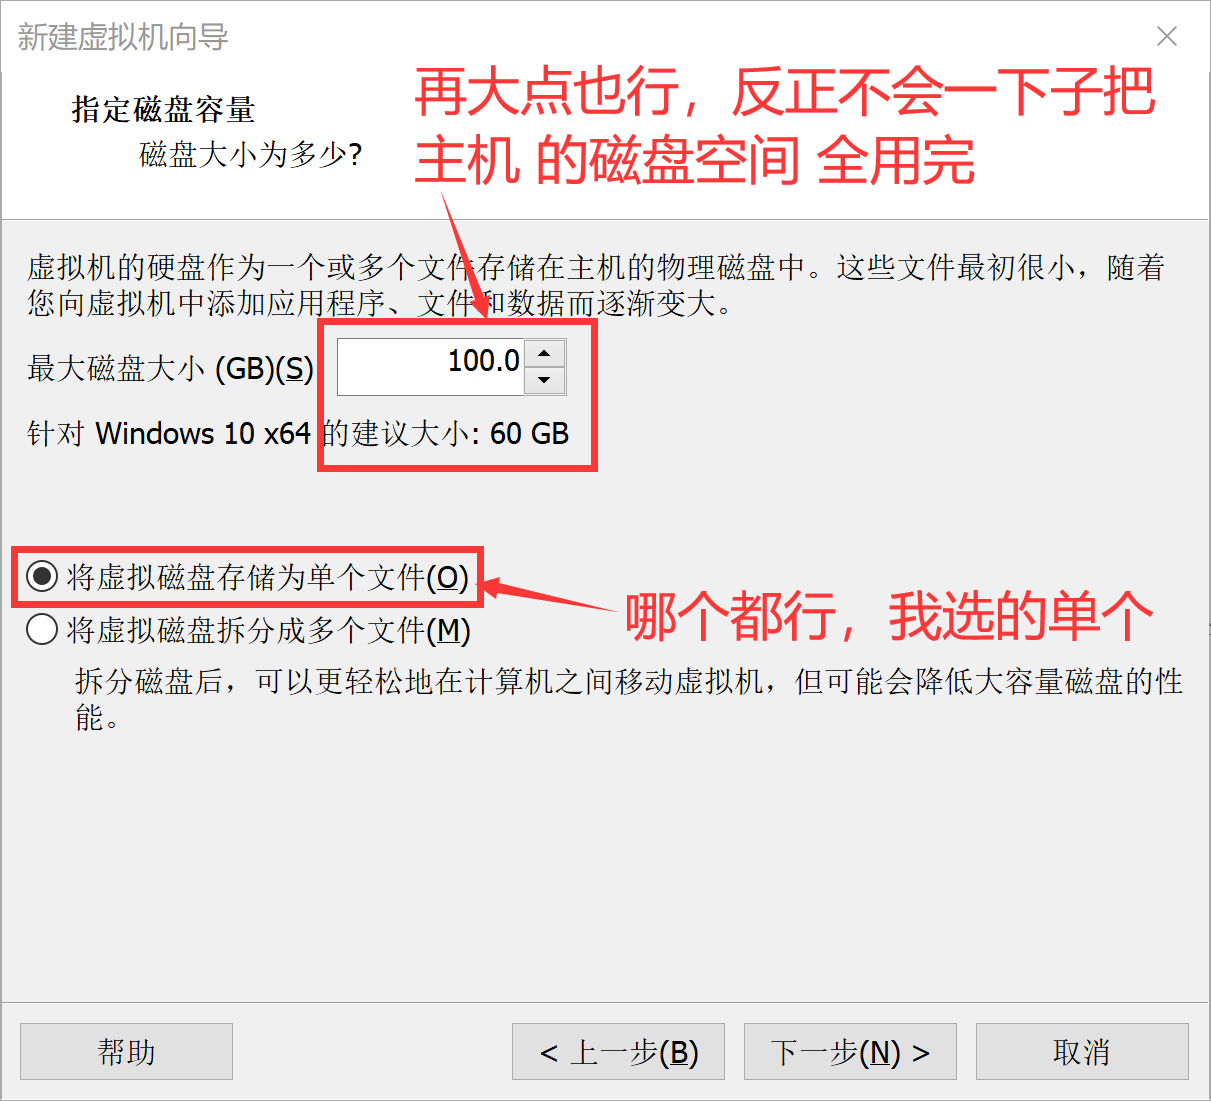 新建虚拟机向导
再大点也行，反正不会一下子把
主机 的磁盘空间 全用完
指定磁盘容量
磁盘大小为多少?
虚拟机的硬盘作为一个或多个文件存储在主机的物理磁盘中。这些文件最初很小，随着
您向虚拟机中添加应用程序、文件和数据而逐渐变大。
最大磁盘大小 (GB)(S) 100.0
针对 Windows 10 x64 的建议大小: 60 GB
将虚拟磁盘存储为单个文件(O)
哪个都行，我选的单个
将虚拟磁盘拆分成多个文件(M)
拆分磁盘后，可以更轻松地在计算机之间移动虚拟机，但可能会降低大容量磁盘的性
能。
帮助 < 上一步(B) 下一步(N) > 取消